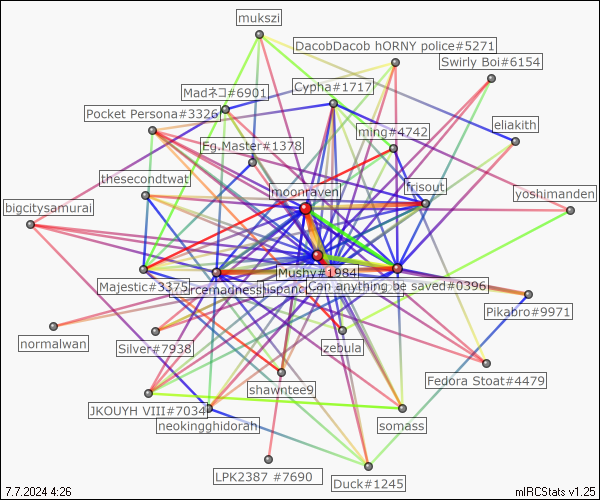 mukszi
DacobDacob hORNY police#5271
Swirly Boi#6154
Madネコ#6901
Cypha#1717
Pocket Persona#3326
ming#4742
eliakith
Eg.Master#1378
thesecondtwat
moonraven
frisout
yoshimanden
bigcitysamurai
Mushy#1984
Majestic#3375
ircemadness
hispand
Can anything be saved#0396
Pikabro#9971
normalwan
Silver#7938
zebula
Fedora Stoat#4479
shawntee9
JKOUYH VIII#7034
neokingghidorah
somass
LPK2387 #7690
Duck#1245
7.7.2024 4:26
mIRCStats v1.25